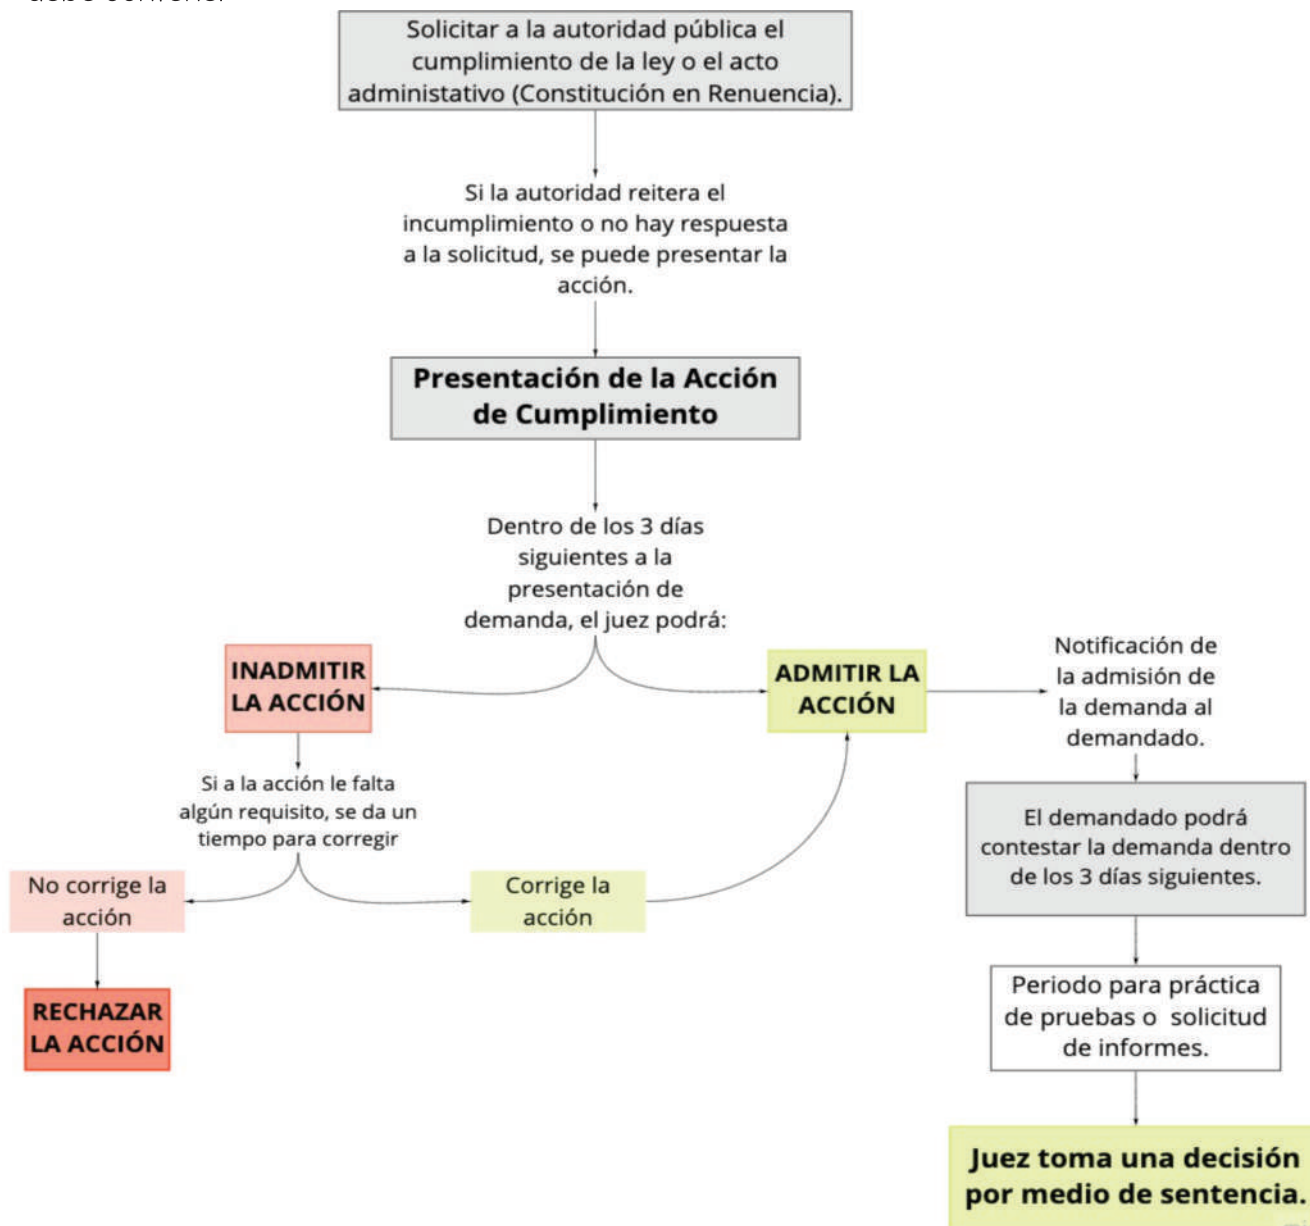 Solicitar a la autoridad pública el
cumplimiento de la ley o el acto
administativo (Constitución en Renuencia).
Si la autoridad reitera el
incumplimiento o no hay respuesta
a la solicitud, se puede presentar la
acción.
Presentación de la Acción
de Cumplimiento
Dentro de los 3 días
siguientes a la
presentación de
demanda, el juez podrá:
INADMITIR
LA ACCIÓN
ADMITIR LA
ACCIÓN
Notificación de
la admisión de
la demanda al
demandado.
Si a la acción le falta
algún requisito, se da un
tiempo para corregir
No corrige la
acción
Corrige la
acción
El demandado podrá
contestar la demanda dentro
de los 3 días siguientes.
RECHAZAR
LA ACCIÓN
Periodo para práctica
de pruebas o solicitud
de informes.
Juez toma una decisión
por medio de sentencia.